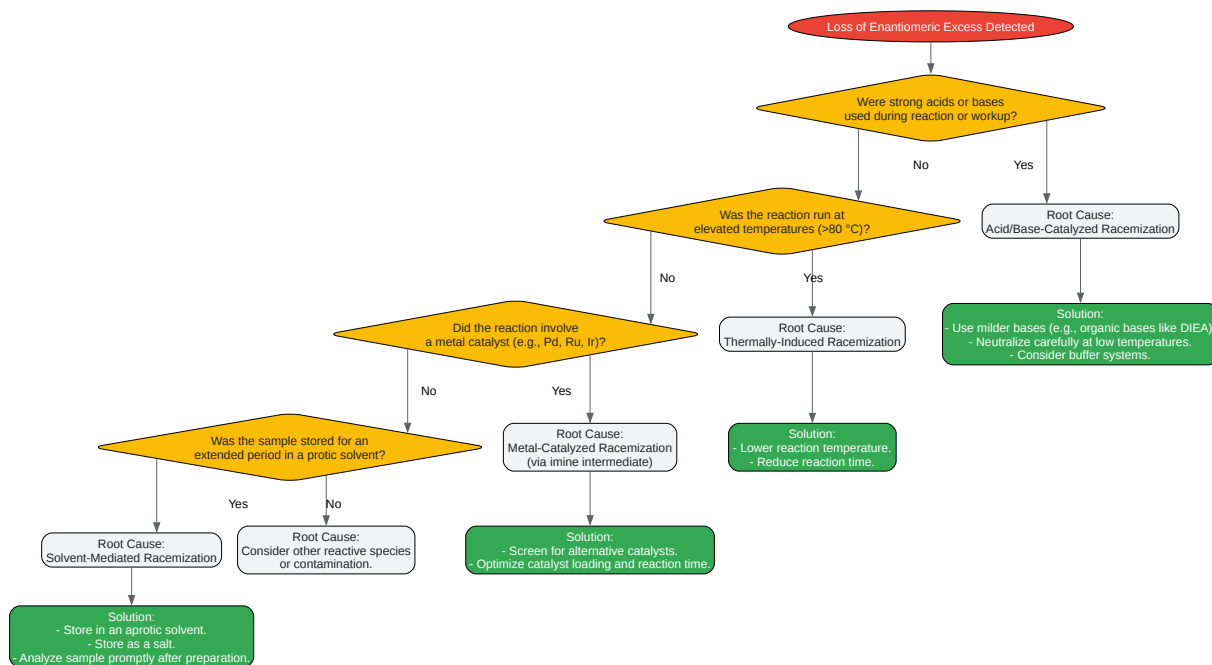 Loss of Enantiomeric Excess Detected
Were strong acids or bases
used during reaction or workup?
No
Yes
Was the reaction run at
elevated temperatures (>80 °C)?
Root Cause:
Acid/Base-Catalyzed Racemization
No
Yes
Solution:
- Use milder bases (e.g., organic bases like DIEA)
- Neutralize carefully at low temperatures.
- Consider buffer systems.
Did the reaction involve
a metal catalyst (e.g., Pd, Ru, Ir)?
Root Cause:
Thermally-Induced Racemization
No
Yes
Was the sample stored for an
extended period in a protic solvent?
Root Cause:
Metal-Catalyzed Racemization
(via imine intermediate)
Solution:
- Lower reaction temperature.
- Reduce reaction time.
Yes
No
Root Cause:
Solvent-Mediated Racemization
Root Cause:
Consider other reactive species
or contamination.
Solution:
- Screen for alternative catalysts.
- Optimize catalyst loading and reaction time.
Solution:
- Store in an aprotic solvent.
- Store as a salt.
- Analyze sample promptly after preparation.